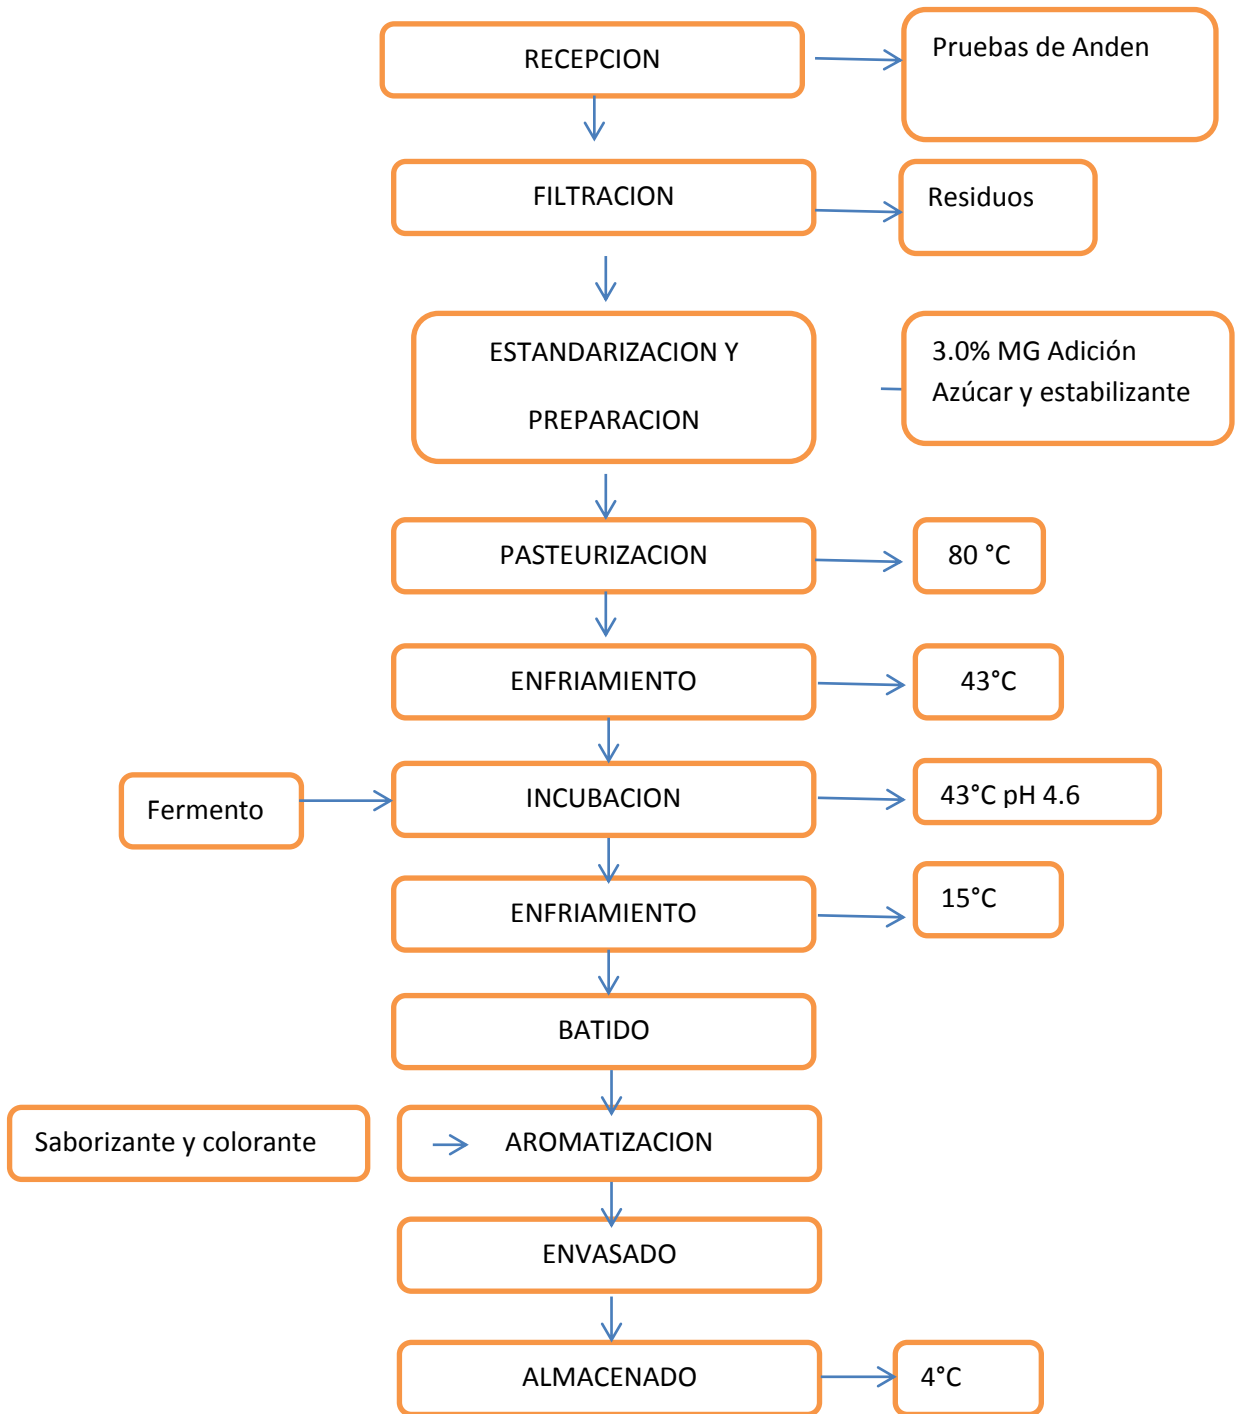 RECEPCION
Pruebas de Anden
FILTRACION
Residuos
ESTANDARIZACION Y
PREPARACION
3.0% MG Adición
Azúcar y estabilizante
PASTEURIZACION
80 °C
ENFRIAMIENTO
43°C
Fermento
INCUBACION
43°C pH 4.6
ENFRIAMIENTO
15°C
BATIDO
Saborizante y colorante
AROMATIZACION
ENVASADO
ALMACENADO
4°C